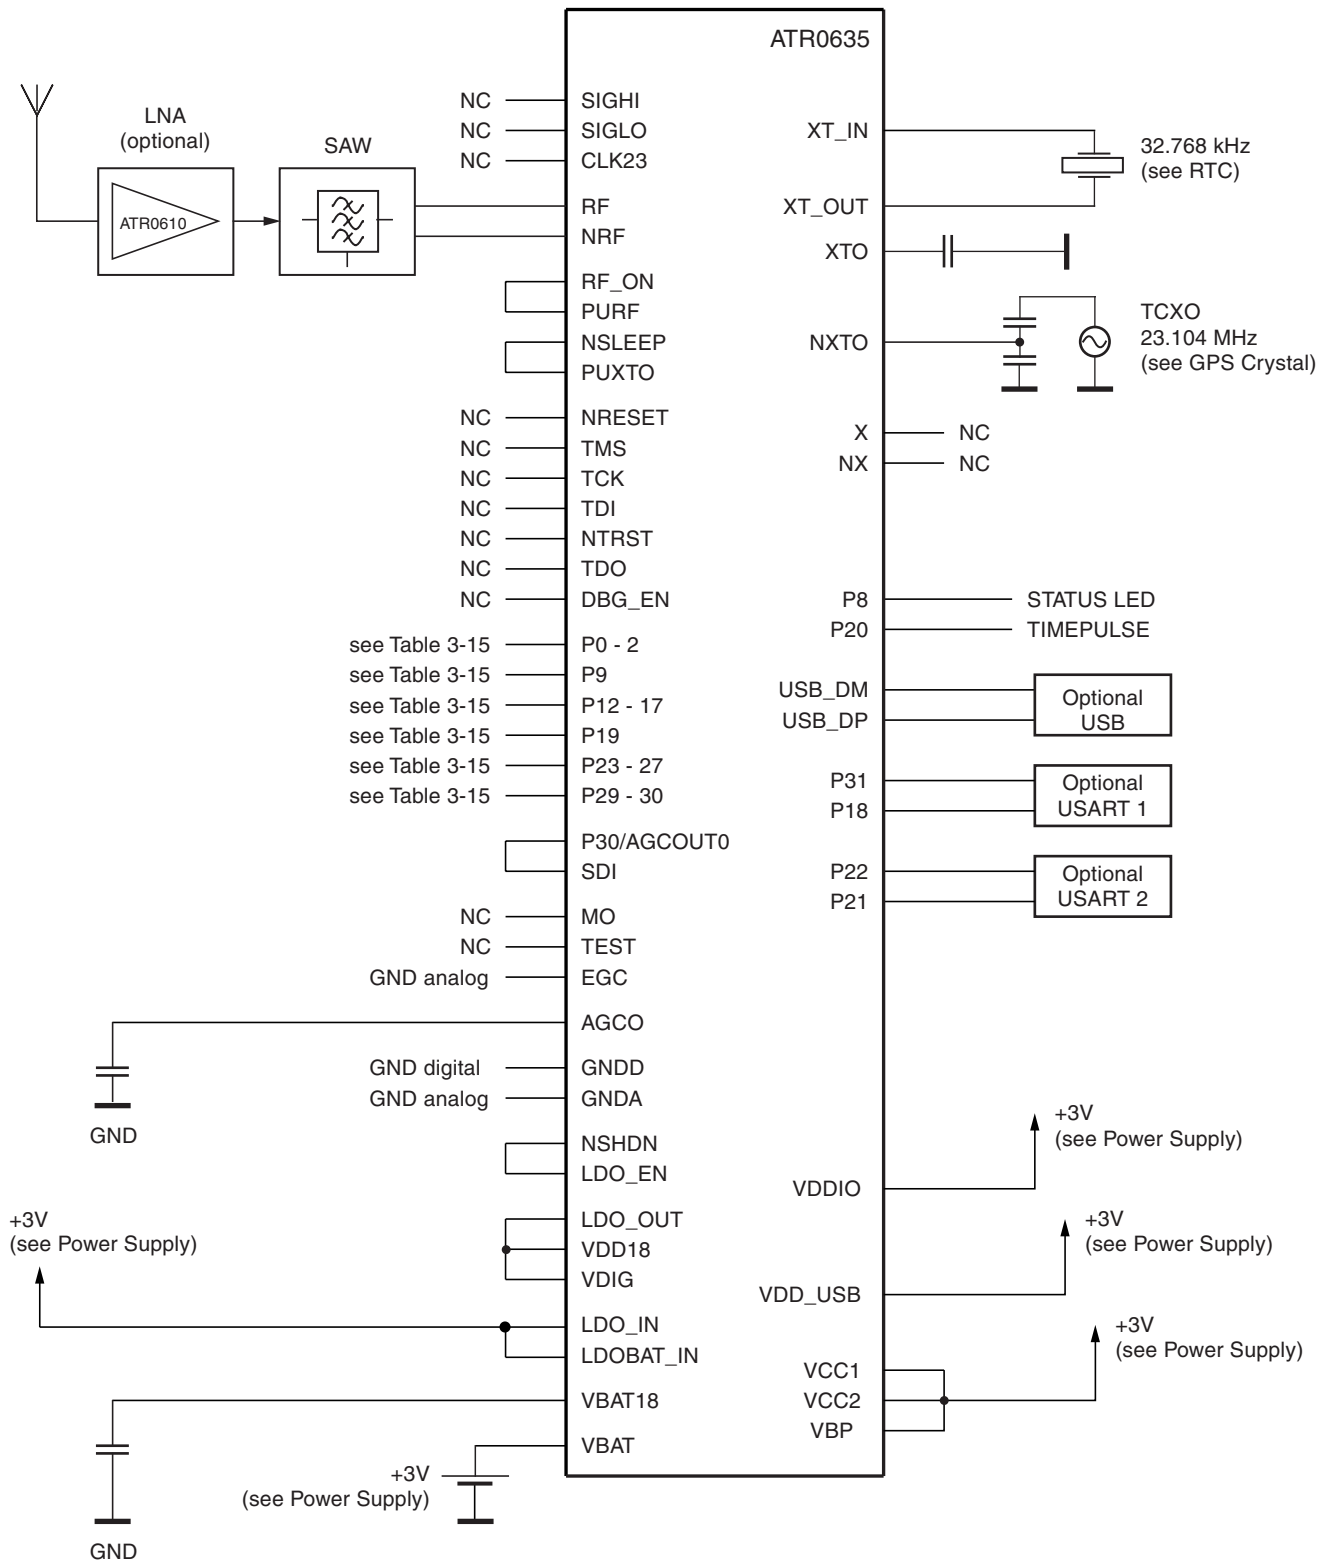 ATR0635
LNA
(optional)
ATR0610
SAW
NC SIGHI
NC SIGLO
NC CLK23
RF
NRF
RF_ON
PURF
NSLEEP
PUXTO
NC NRESET
NC TMS
NC TCK
NC TDI
NC NTRST
NC TDO
NC DBG_EN
see Table 3-15 P0 - 2
see Table 3-15 P9
see Table 3-15 P12 - 17
see Table 3-15 P19
see Table 3-15 P23 - 27
see Table 3-15 P29 - 30
P30/AGCOUT0
SDI
NC MO
NC TEST
GND analog EGC
AGCO
GND
GND digital GNDD
GND analog GNDA
NSHDN
LDO_EN
LDO_OUT
VDD18
VDIG
+3V
(see Power Supply)
LDO_IN
LDOBAT_IN
VBAT18
GND
VBAT
+3V
(see Power Supply)
XT_IN
XT_OUT
32.768 kHz
(see RTC)
XTO
NXTO
TCXO
23.104 MHz
(see GPS Crystal)
X NC
NX NC
P8 STATUS LED
P20 TIMEPULSE
USB_DM
USB_DP
Optional
USB
P31
P18
Optional
USART 1
P22
P21
Optional
USART 2
VDDIO
+3V
(see Power Supply)
VDD_USB
+3V
(see Power Supply)
VCC1
VCC2
VBP
+3V
(see Power Supply)